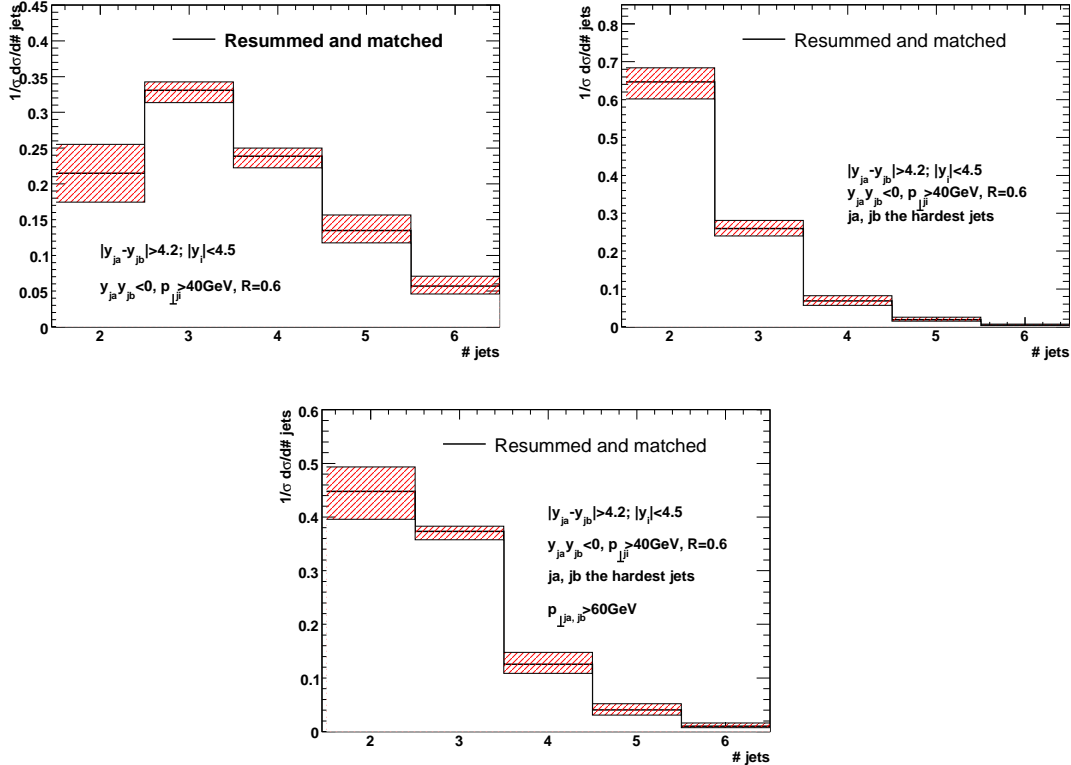 1/σ dσ/d# jets
0.45
0.4
0.35
0.3
0.25
0.2
0.15
0.1
0.05
0
Resummed and matched
|y_ja-y_jb|>4.2; |y_i|<4.5
y_ja y_jb<0, p_⊥ji>40GeV, R=0.6
2 3 4 5 6
# jets
1/σ dσ/d# jets
0.8
0.7
0.6
0.5
0.4
0.3
0.2
0.1
0
Resummed and matched
|y_ja-y_jb|>4.2; |y_i|<4.5
y_ja y_jb<0, p_⊥ji>40GeV, R=0.6
ja, jb the hardest jets
2 3 4 5 6
# jets
1/σ dσ/d# jets
0.6
0.5
0.4
0.3
0.2
0.1
0
Resummed and matched
|y_ja-y_jb|>4.2; |y_i|<4.5
y_ja y_jb<0, p_⊥ji>40GeV, R=0.6
ja, jb the hardest jets
p_⊥ja, jb>60GeV
2 3 4 5 6
# jets